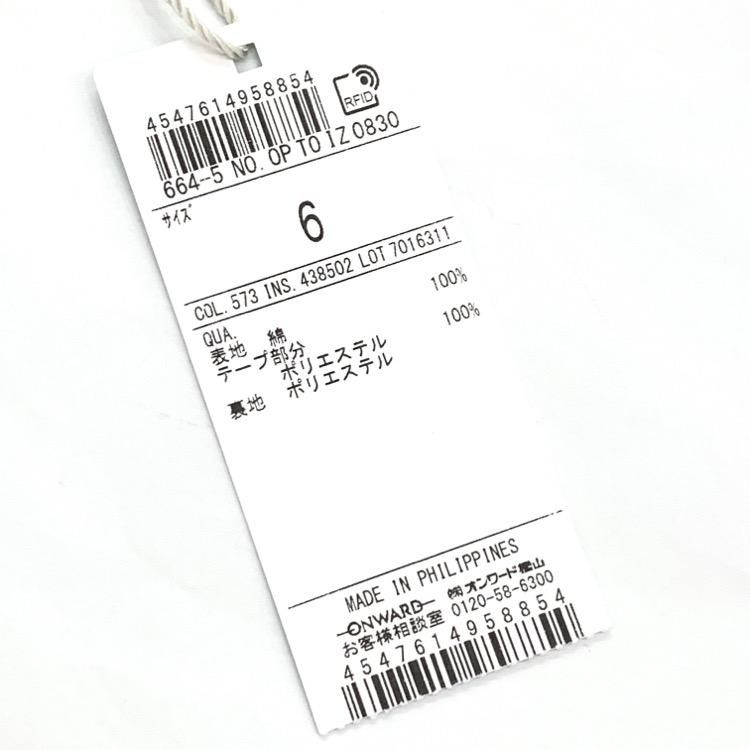 4547614958854
RFID
664-5 NO. OP TO IZ 0830
サイズ
6
COL. 573 INS. 438502 LOT 7016311
QUA.
表地 綿 100%
テープ部分
ポリエステル 100%
裏地 ポリエステル
MADE IN PHILIPPINES
ONWARD ㈱オンワード樫山
お客様相談室 0120-58-6300
4547614958854